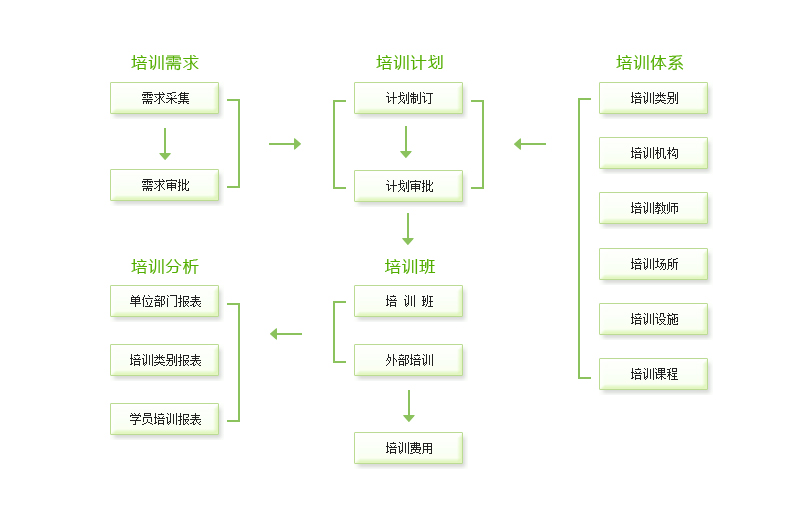 培训需求
需求采集
需求审批
培训计划
计划制订
计划审批
培训体系
培训类别
培训机构
培训教师
培训场所
培训设施
培训课程
培训分析
单位部门报表
培训类别报表
学员培训报表
培训班
培 训 班
外部培训
培训费用